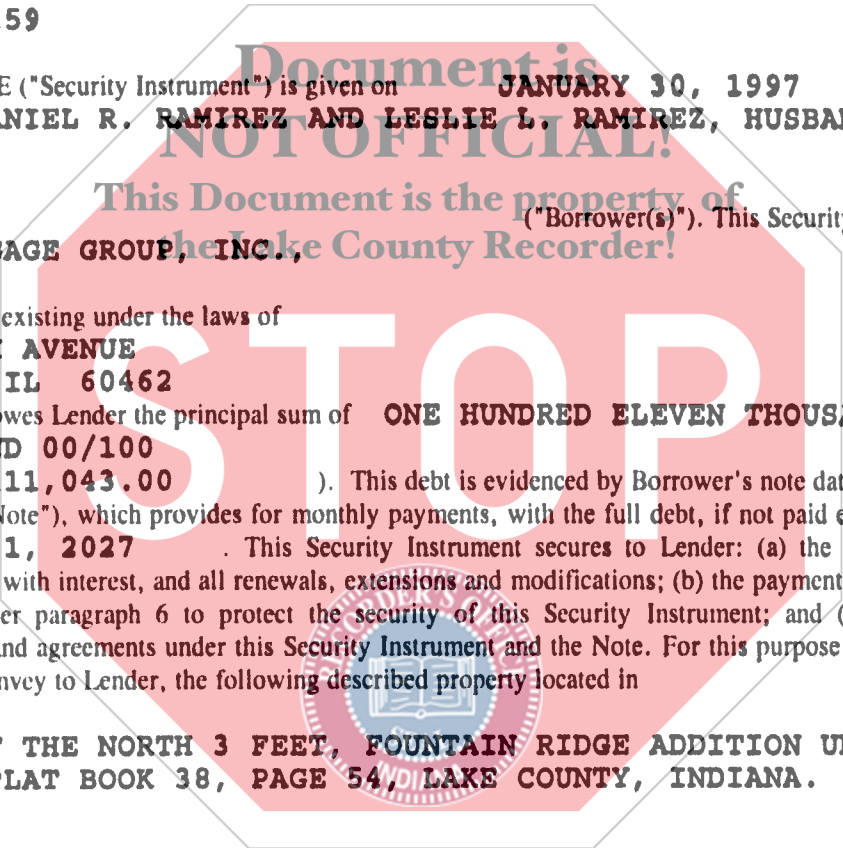 59
E ("Security Instrument") is given on JANUARY 30, 1997
NIEL R. RAMIREZ AND LESLIE L. RAMIREZ, HUSBA
("Borrower(s)"). This Security
GAGE GROUP, INC.,
existing under the laws of
AVENUE
IL 60462
owes Lender the principal sum of ONE HUNDRED ELEVEN THOUSA
D 00/100
11,043.00 ). This debt is evidenced by Borrower's note dat
Note"), which provides for monthly payments, with the full debt, if not paid e
1, 2027 . This Security Instrument secures to Lender: (a) the
with interest, and all renewals, extensions and modifications; (b) the payment
er paragraph 6 to protect the security of this Security Instrument; and (
nd agreements under this Security Instrument and the Note. For this purpose
nvey to Lender, the following described property located in
THE NORTH 3 FEET, FOUNTAIN RIDGE ADDITION U
PLAT BOOK 38, PAGE 54, LAKE COUNTY, INDIANA.
Document is
NOT OFFICIAL!
This Document is the property of
the Lake County Recorder!
STOP
INDIANA